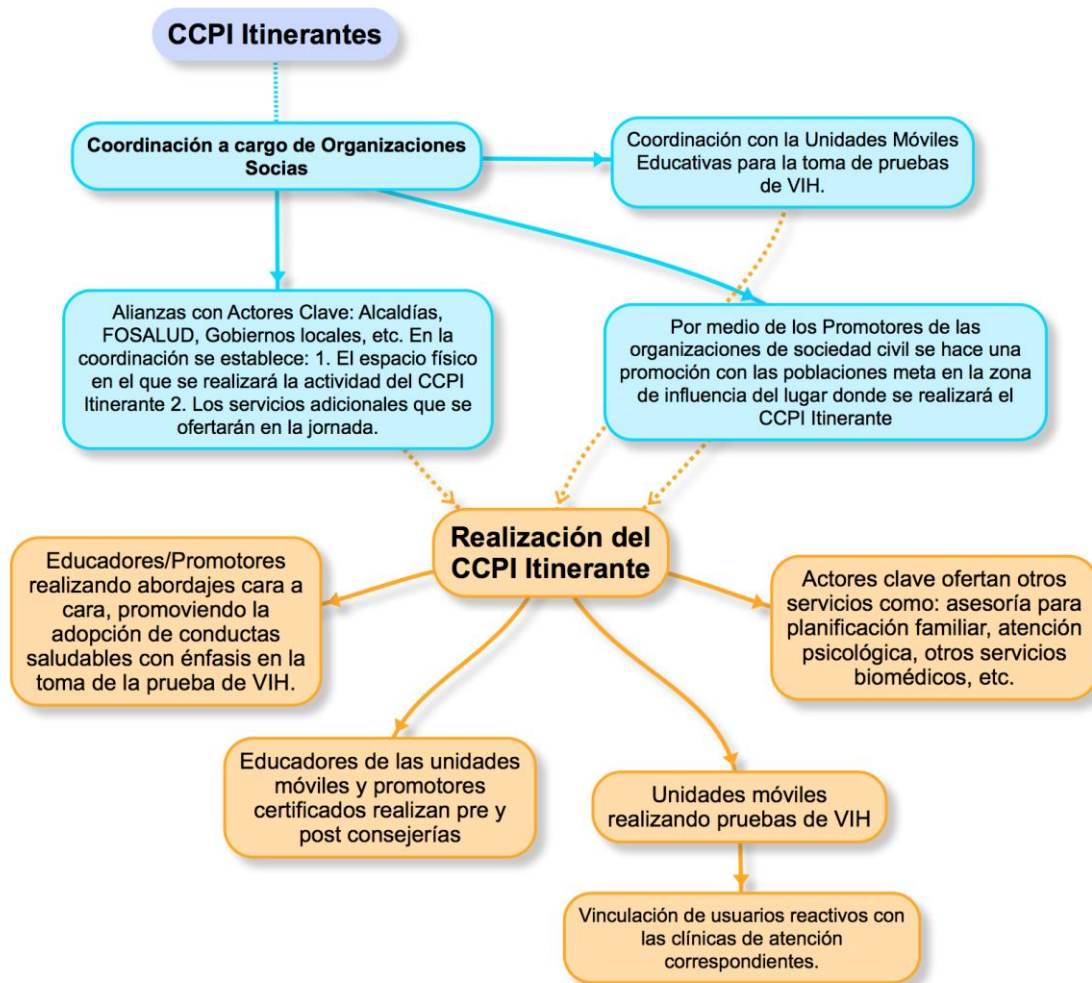 CCPI Itinerantes
Coordinación a cargo de Organizaciones
Socias
Coordinación con la Unidades Móviles
Educativas para la toma de pruebas
de VIH.
Alianzas con Actores Clave: Alcaldías,
FOSALUD, Gobiernos locales, etc. En la
coordinación se establece: 1. El espacio físico
en el que se realizará la actividad del CCPI
Itinerante 2. Los servicios adicionales que se
ofertarán en la jornada.
Por medio de los Promotores de las
organizaciones de sociedad civil se hace una
promoción con las poblaciones meta en la zona
de influencia del lugar donde se realizará el
CCPI Itinerante
Realización del
CCPI Itinerante
Educadores/Promotores
realizando abordajes cara a
cara, promoviendo la
adopción de conductas
saludables con énfasis en la
toma de la prueba de VIH.
Actores clave ofertan otros
servicios como: asesoría para
planificación familiar, atención
psicológica, otros servicios
biomédicos, etc.
Educadores de las unidades
móviles y promotores
certificados realizan pre y
post consejerías
Unidades móviles
realizando pruebas de VIH
Vinculación de usuarios reactivos con
las clínicas de atención
correspondientes.